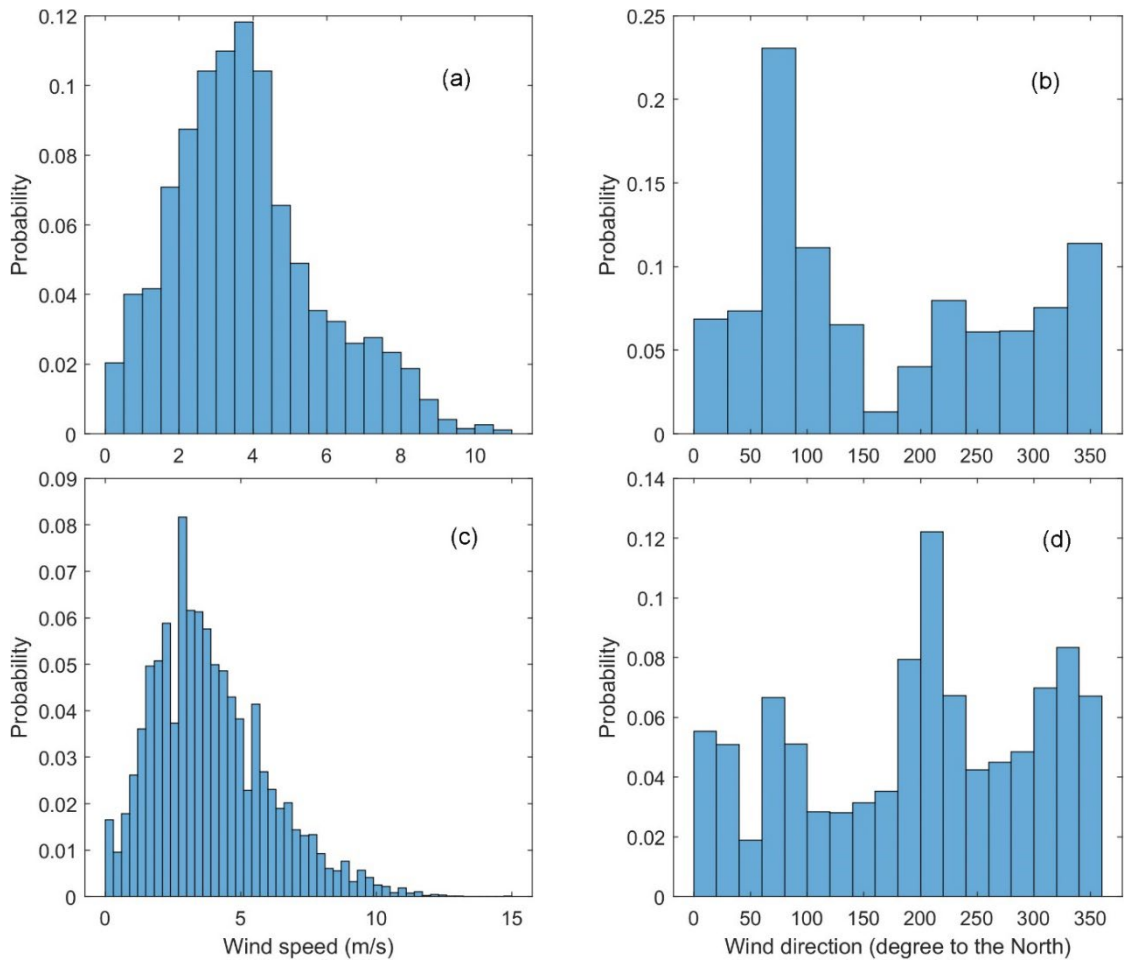 0.12
0.1
0.08
0.06
0.04
0.02
0
Probability
(a)
0 2 4 6 8 10
0.25
0.2
0.15
0.1
0.05
0
Probability
(b)
0 50 100 150 200 250 300 350
0.09
0.08
0.07
0.06
0.05
0.04
0.03
0.02
0.01
0
Probability
(c)
0 5 10 15
Wind speed (m/s)
0.14
0.12
0.1
0.08
0.06
0.04
0.02
0
Probability
(d)
0 50 100 150 200 250 300 350
Wind direction (degree to the North)